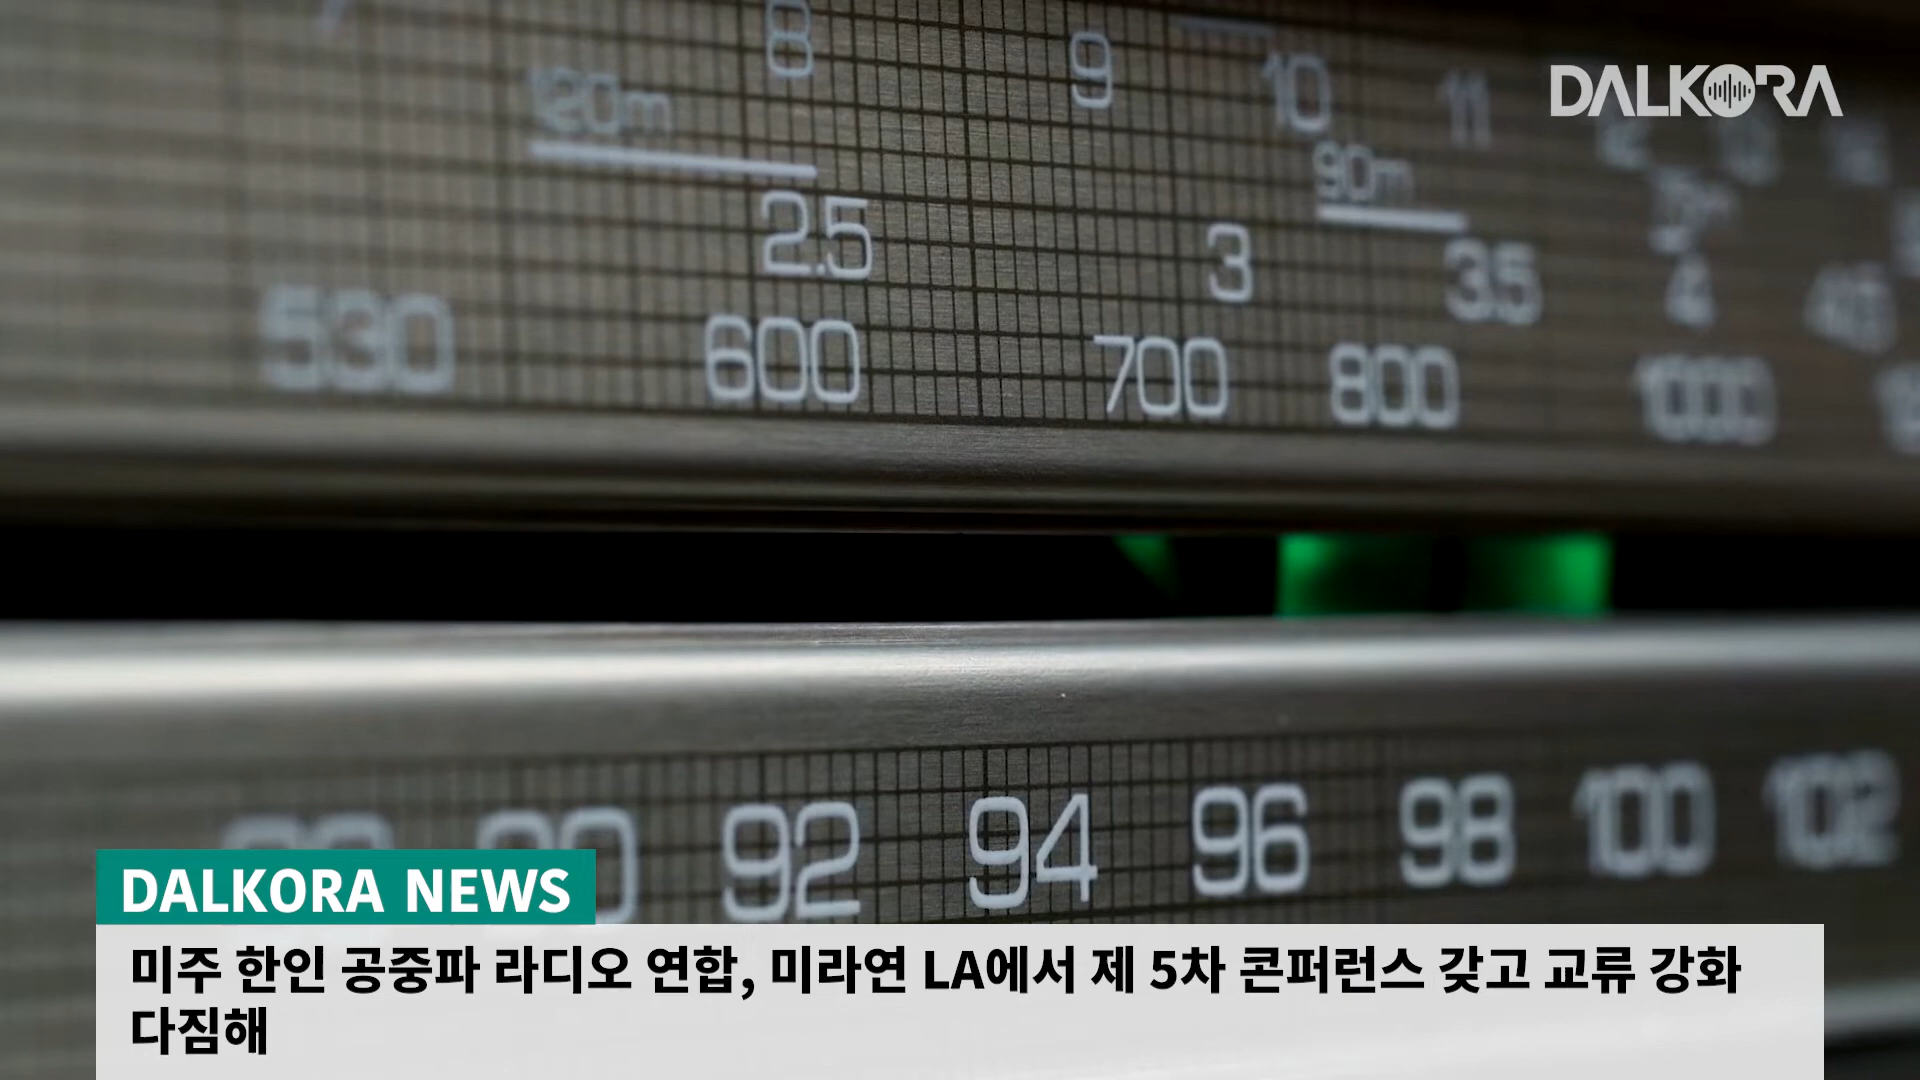 8 9 10 11
DALKORA
120m
90m
2.5 3 3.5 4
530 600 700 800 1000
90 92 94 96 98 100 102
DALKORA NEWS
미주 한인 공중파 라디오 연합, 미라연 LA에서 제 5차 콘퍼런스 갖고 교류 강화
다짐해